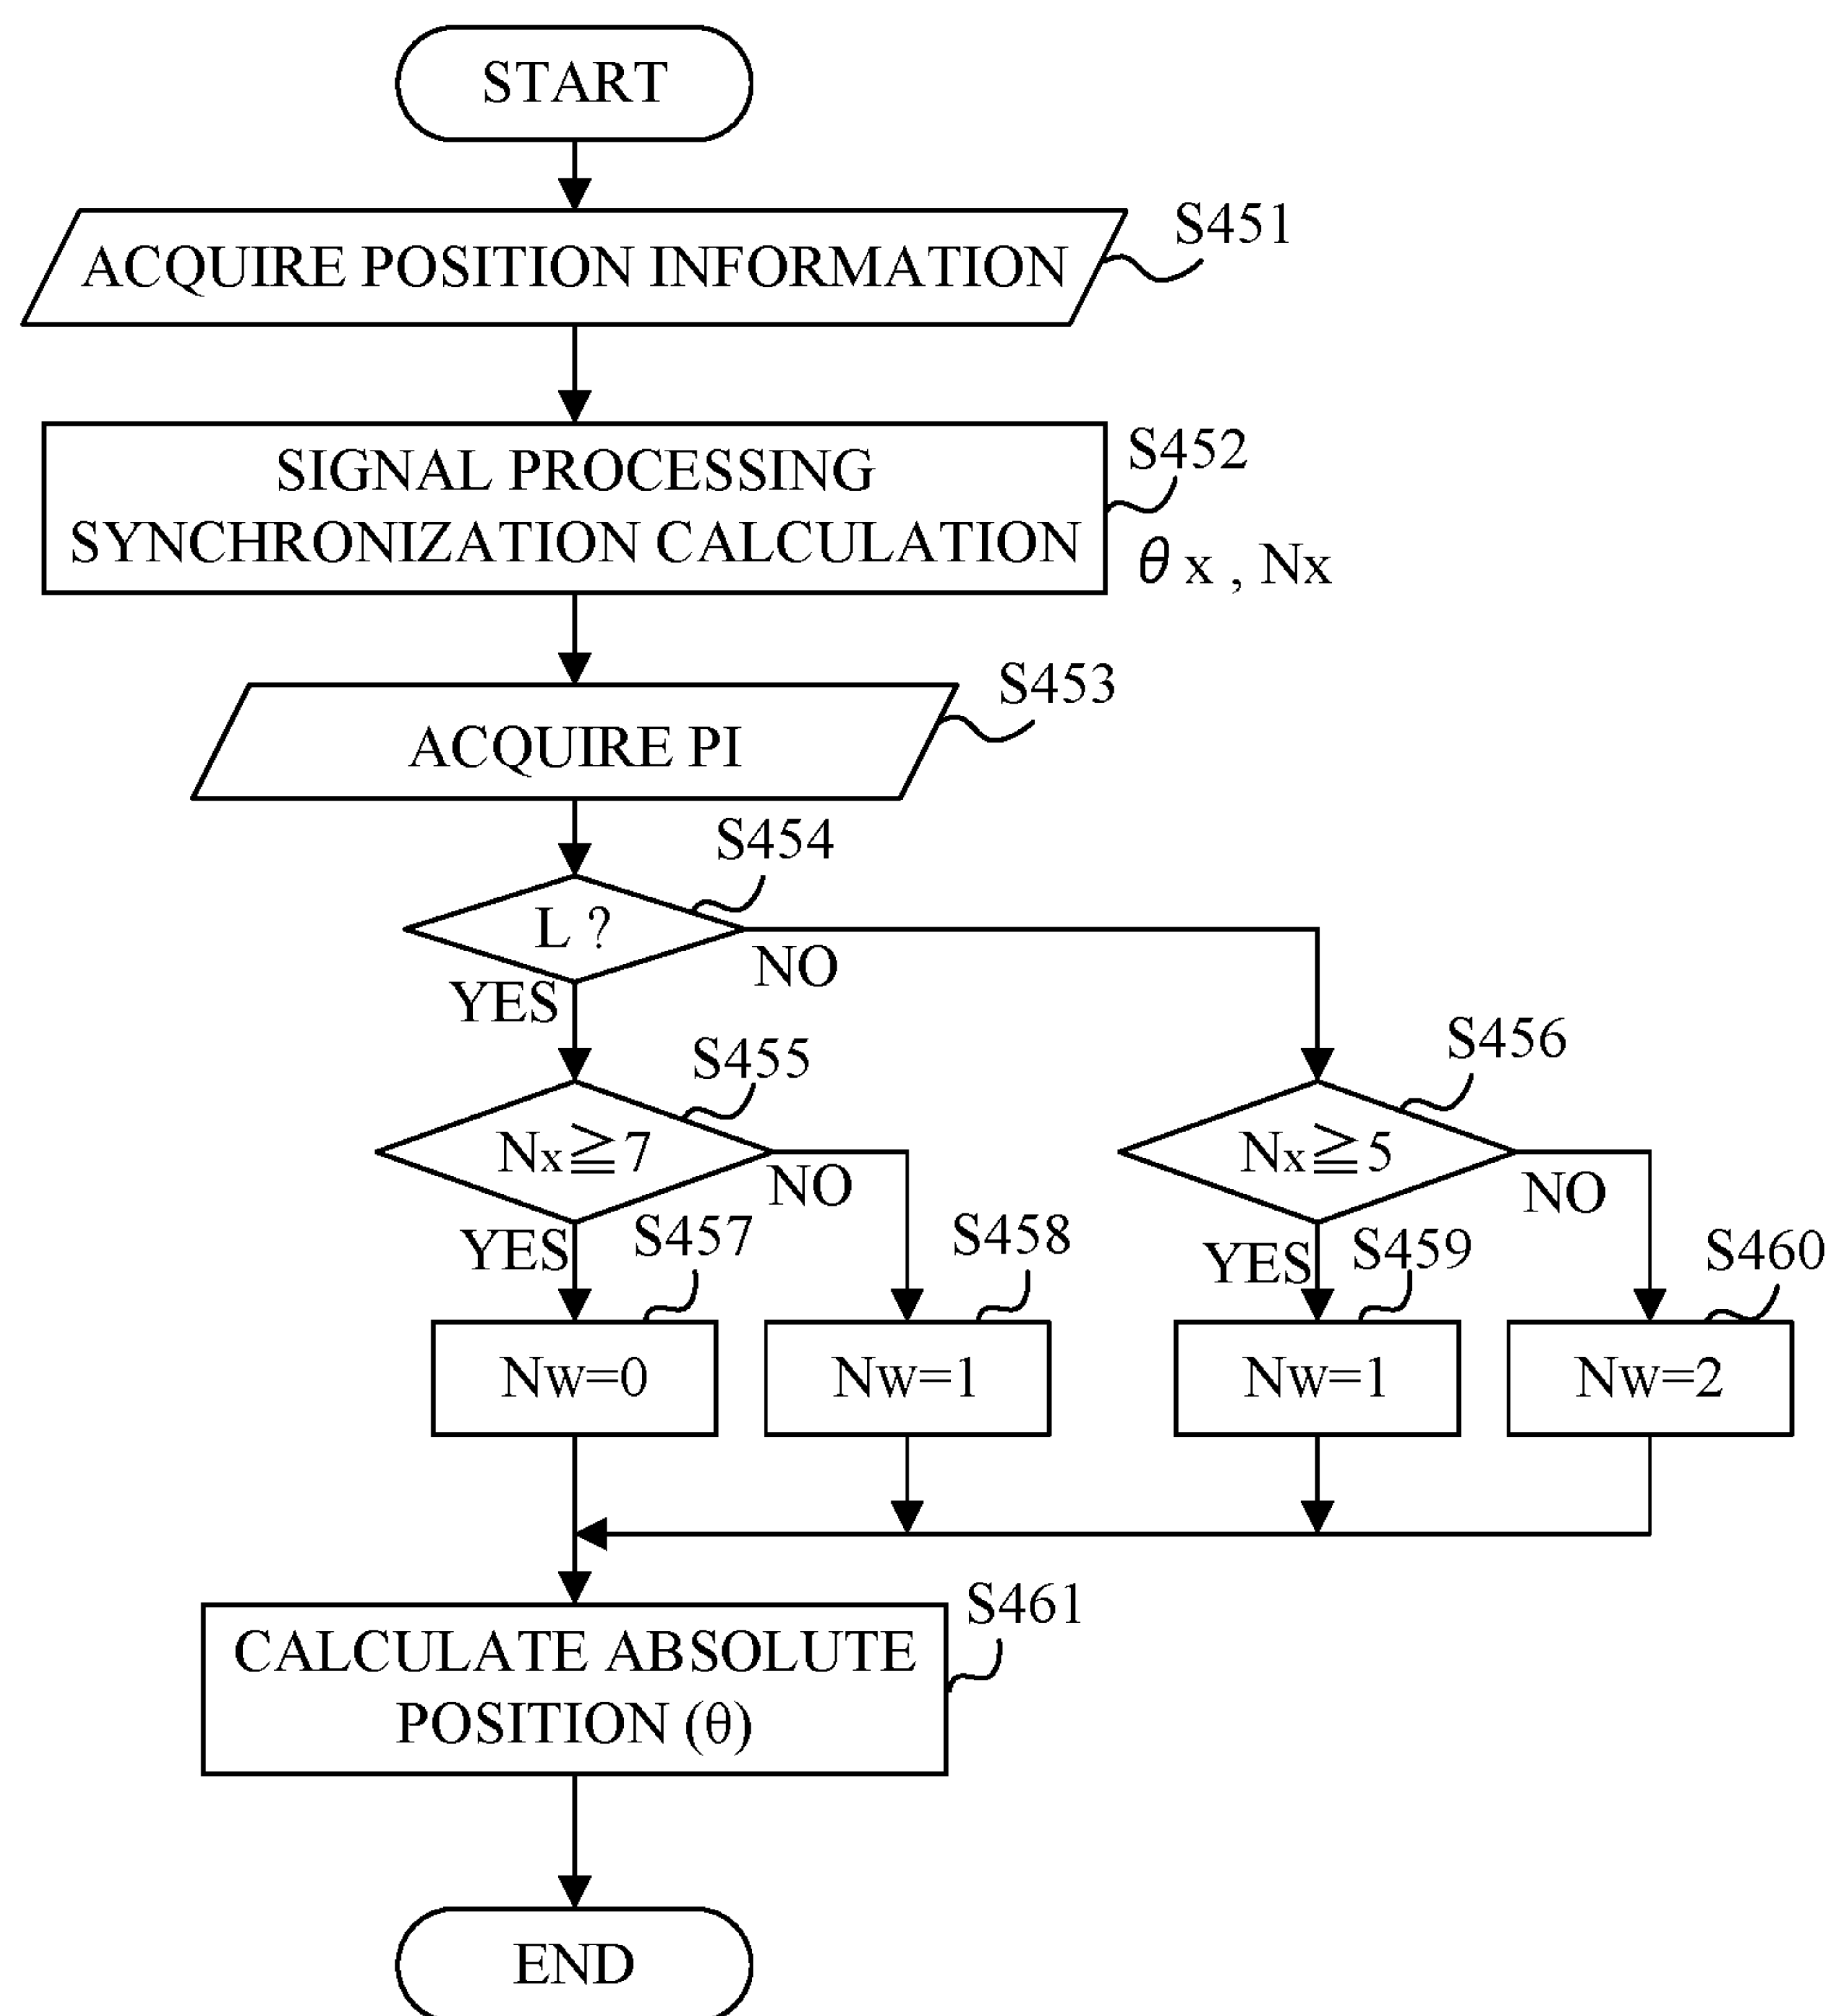 START
ACQUIRE POSITION INFORMATION
S451
SIGNAL PROCESSING
SYNCHRONIZATION CALCULATION
S452
θx , Nx
ACQUIRE PI
S453
S454
L ?
NO
YES
S455
S456
Nx≧7
NO
Nx≧5
NO
YES
S457
S458
YES
S459
S460
Nw=0
Nw=1
Nw=1
Nw=2
S461
CALCULATE ABSOLUTE
POSITION (θ)
END